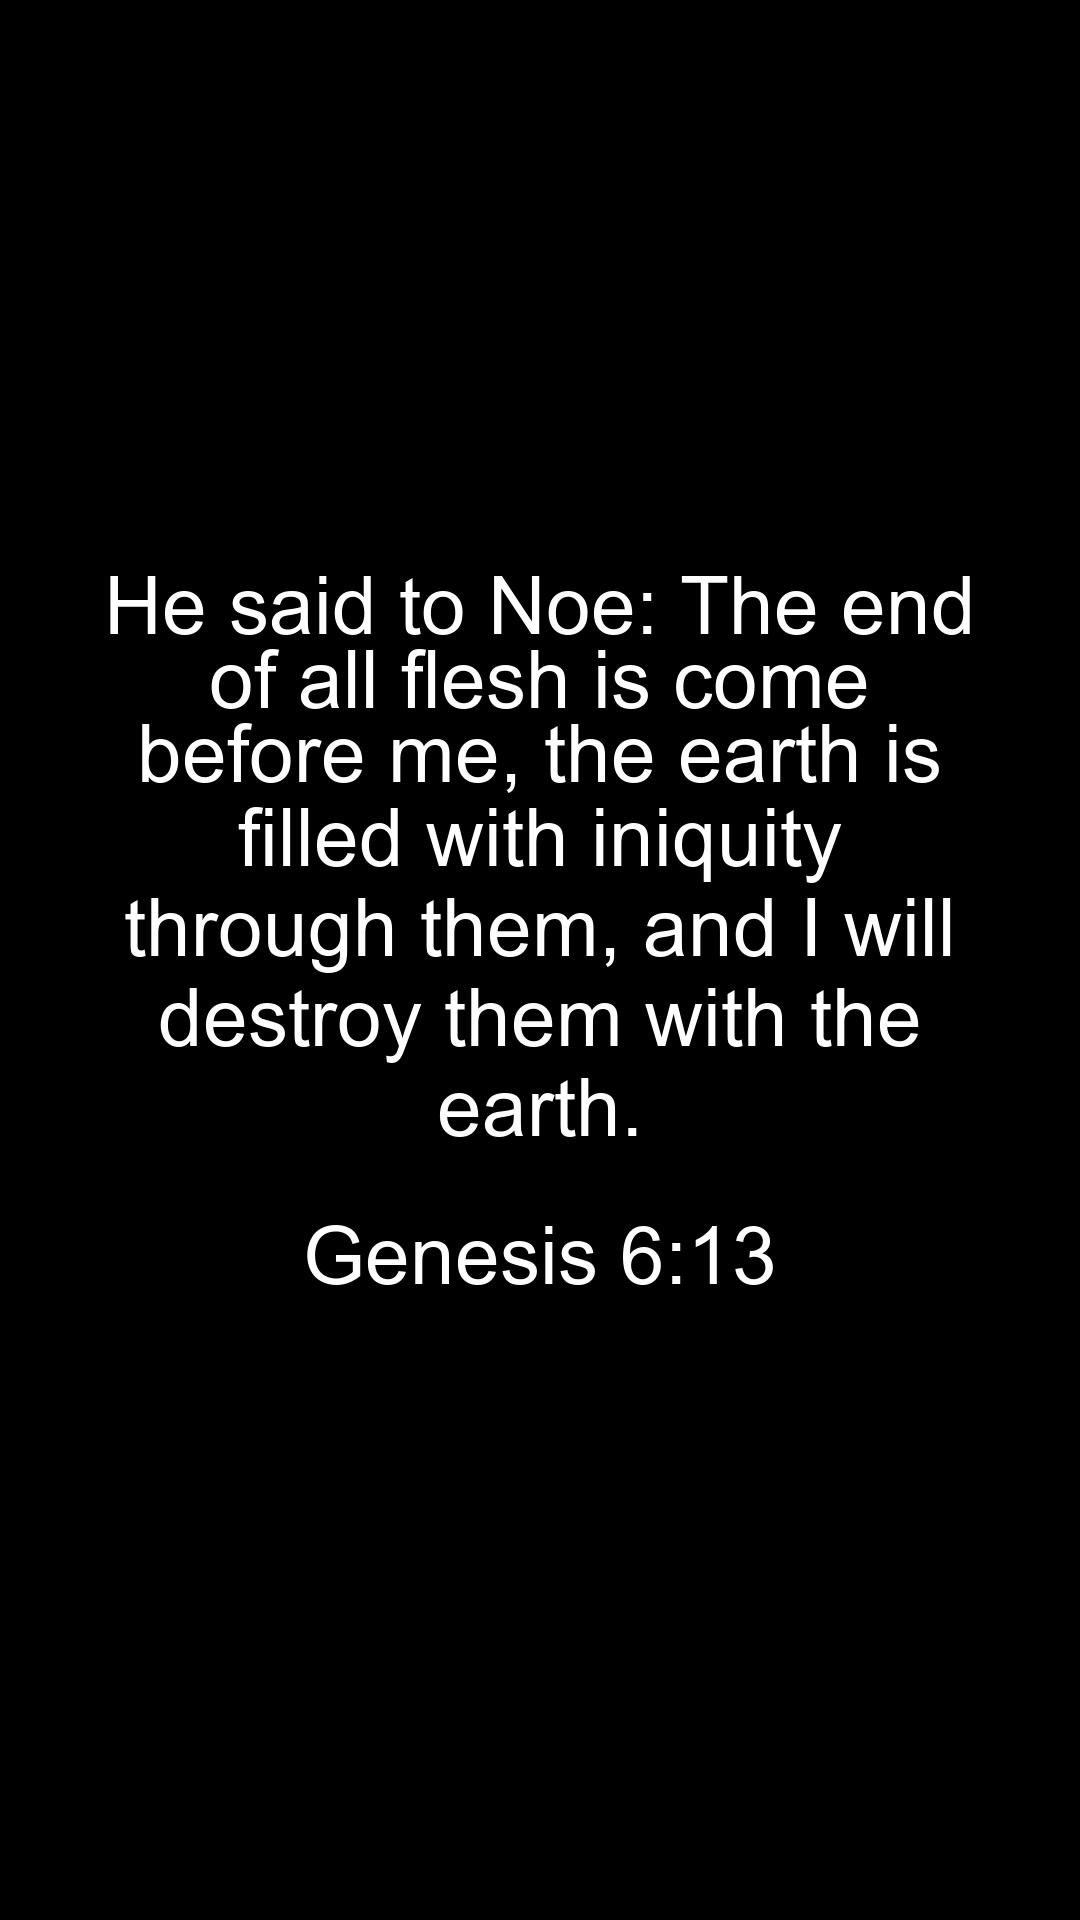 He said to Noe: The end
of all flesh is come
before me, the earth is
filled with iniquity
through them, and I will
destroy them with the
earth.
Genesis 6:13